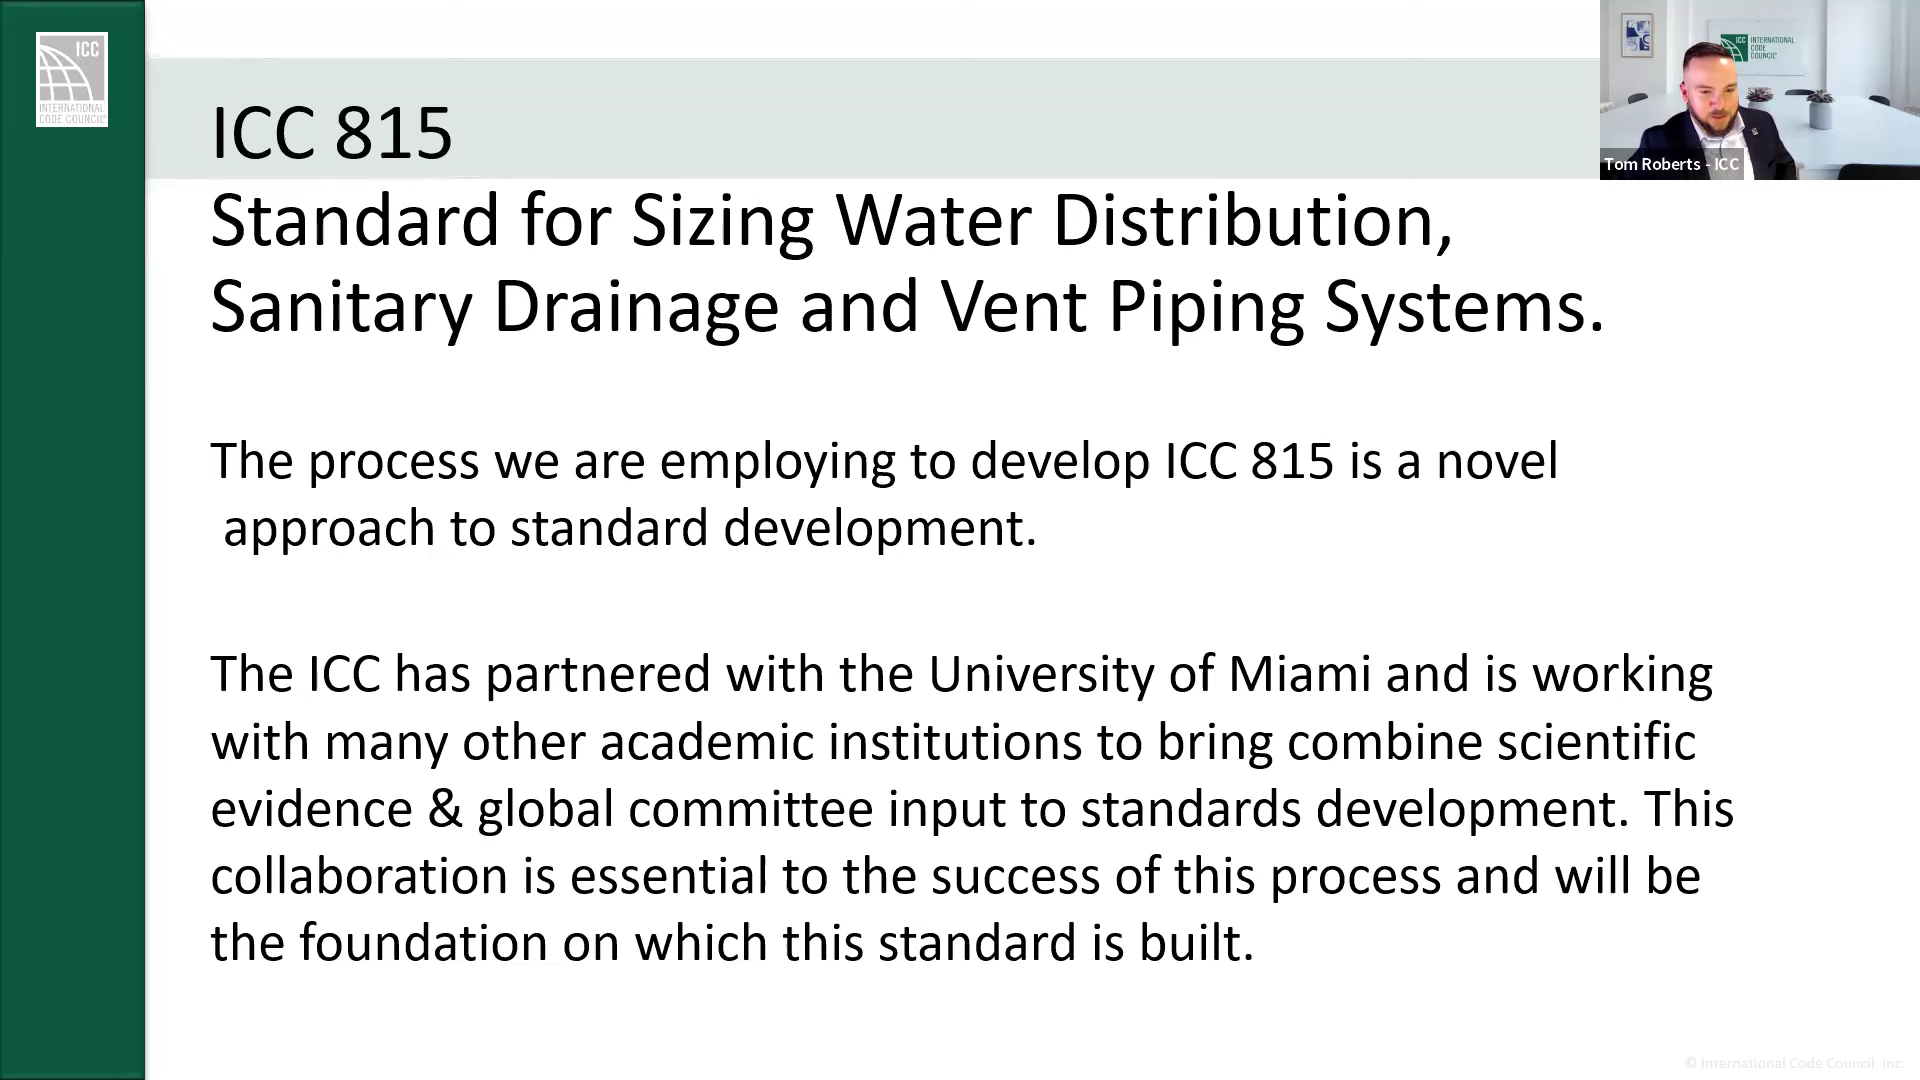 ICC
INTERNATIONAL
CODE COUNCIL
ICC 815
Standard for Sizing Water Distribution,
Sanitary Drainage and Vent Piping Systems.
The process we are employing to develop ICC 815 is a novel
approach to standard development.
The ICC has partnered with the University of Miami and is working
with many other academic institutions to bring combine scientific
evidence & global committee input to standards development. This
collaboration is essential to the success of this process and will be
the foundation on which this standard is built.
ICC
INTERNATIONAL
CODE
COUNCIL
Tom Roberts - ICC
© International Code Council, Inc.